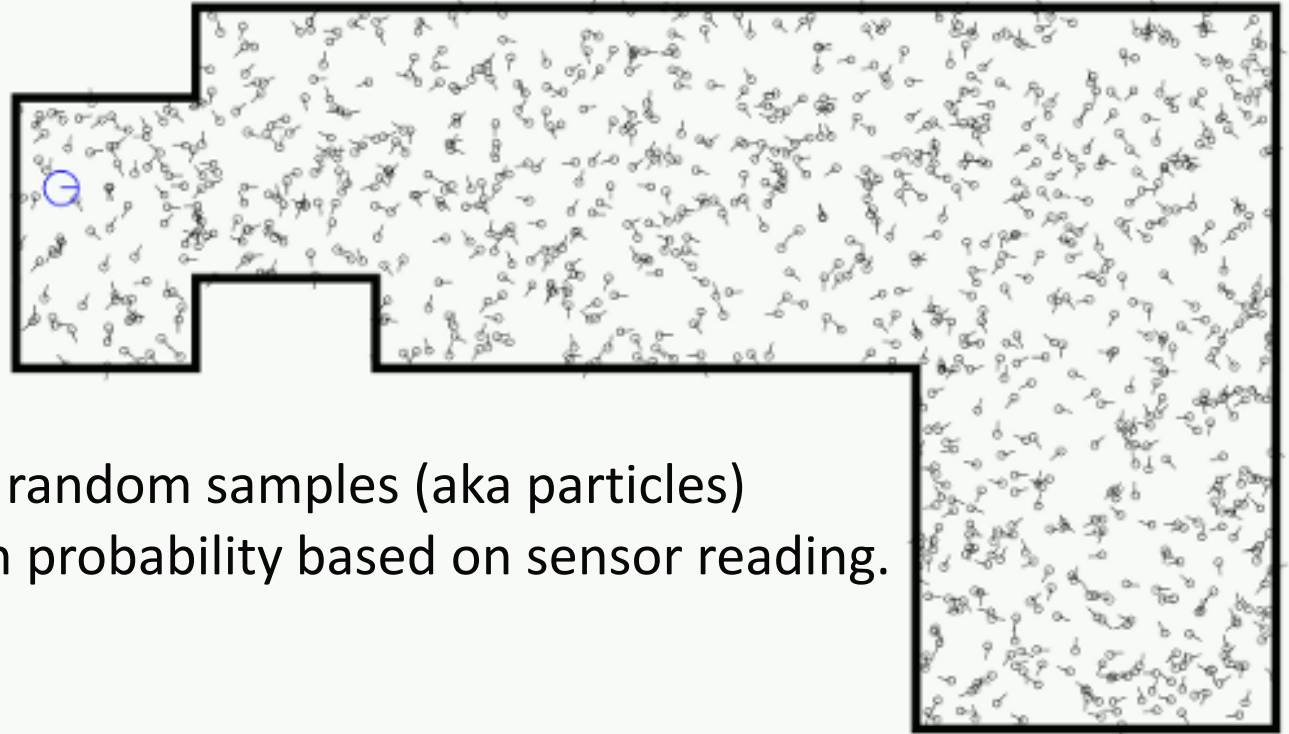 random samples (aka particles)
probability based on sensor reading.